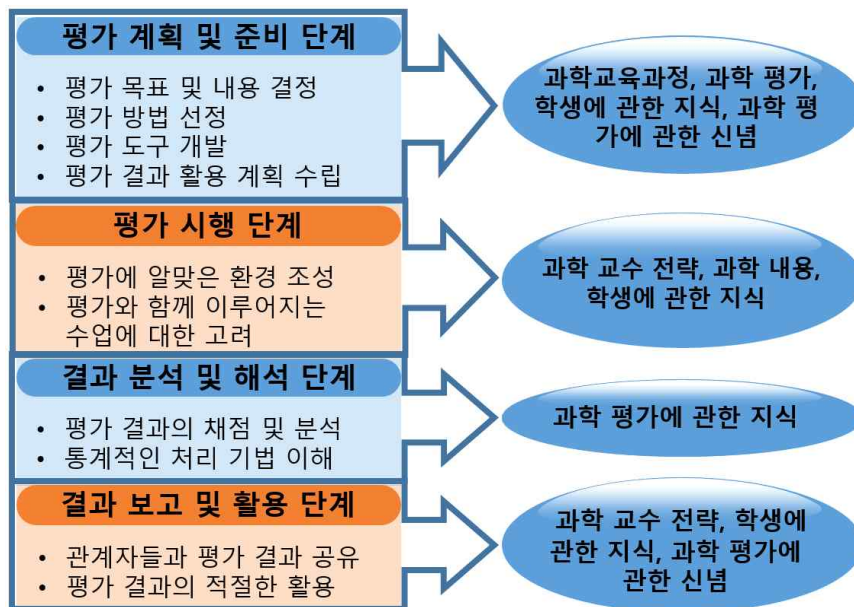 평가 계획 및 준비 단계
• 평가 목표 및 내용 결정
• 평가 방법 선정
• 평가 도구 개발
• 평가 결과 활용 계획 수립
과학교육과정, 과학 평가,
학생에 관한 지식, 과학 평
가에 관한 신념
평가 시행 단계
• 평가에 알맞은 환경 조성
• 평가와 함께 이루어지는
수업에 대한 고려
과학 교수 전략, 과학 내용,
학생에 관한 지식
결과 분석 및 해석 단계
• 평가 결과의 채점 및 분석
• 통계적인 처리 기법 이해
과학 평가에 관한 지식
결과 보고 및 활용 단계
• 관계자들과 평가 결과 공유
• 평가 결과의 적절한 활용
과학 교수 전략, 학생에
관한 지식, 과학 평가에
관한 신념